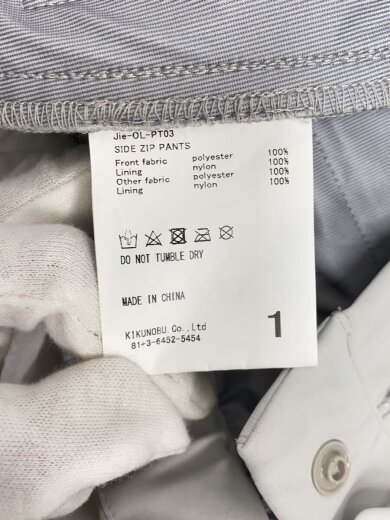 Jie-OL-PT03
SIDE ZIP PANTS
Front fabric polyester 100%
Lining nylon 100%
Other fabric polyester 100%
Lining nylon 100%
DO NOT TUMBLE DRY
MADE IN CHINA
KIKUNOBU.Co.,Ltd
81+3-6452-5454
1